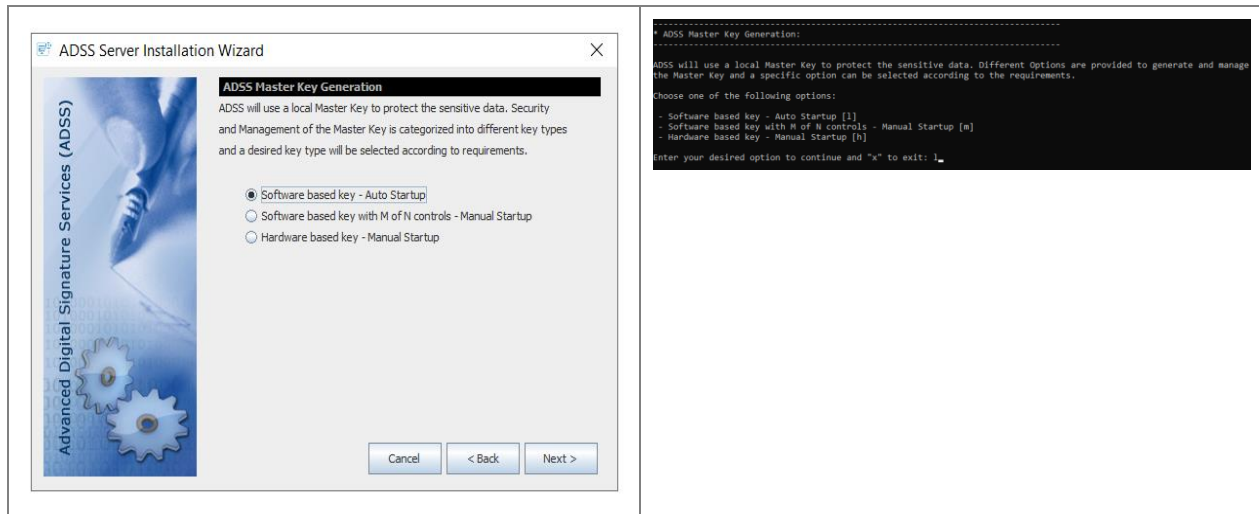 ADSS Server Installation Wizard
Advanced Digital Signature Services (ADSS)
ADSS Master Key Generation
ADSS will use a local Master Key to protect the sensitive data. Security
and Management of the Master Key is categorized into different key types
and a desired key type will be selected according to requirements.
Software based key - Auto Startup
Software based key with M of N controls - Manual Startup
Hardware based key - Manual Startup
Cancel
< Back
Next >
* ADSS Master Key Generation:
ADSS will use a local Master Key to protect the sensitive data. Different Options are provided to generate and manage
the Master Key and a specific option can be selected according to the requirements.
Choose one of the following options:
- Software based key - Auto Startup [l]
- Software based key with M of N controls - Manual Startup [m]
- Hardware based key - Manual Startup [h]
Enter your desired option to continue and "x" to exit: l_